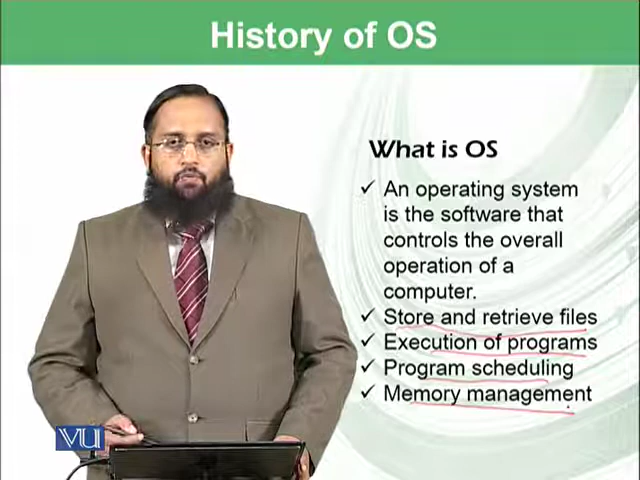 History of OS
What is OS
✓ An operating system
is the software that
controls the overall
operation of a
computer.
✓ Store and retrieve files
✓ Execution of programs
✓ Program scheduling
✓ Memory management
VU